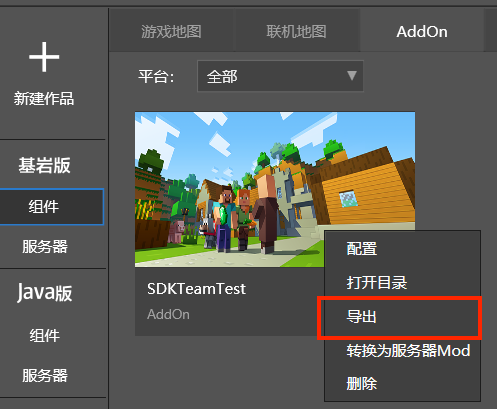 游戏地图 联机地图 AddOn
新建作品
平台: 全部
基岩版
组件
服务器
Java版
组件
服务器
SDKTeamTest
AddOn
配置
打开目录
导出
转换为服务器Mod
删除